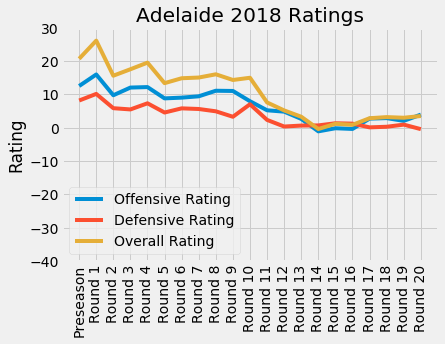 Adelaide 2018 Ratings
Rating
30
20
10
0
−10
−20
−30
−40
Offensive Rating
Defensive Rating
Overall Rating
Preseason
Round 1
Round 2
Round 3
Round 4
Round 5
Round 6
Round 7
Round 8
Round 9
Round 10
Round 11
Round 12
Round 13
Round 14
Round 15
Round 16
Round 17
Round 18
Round 19
Round 20